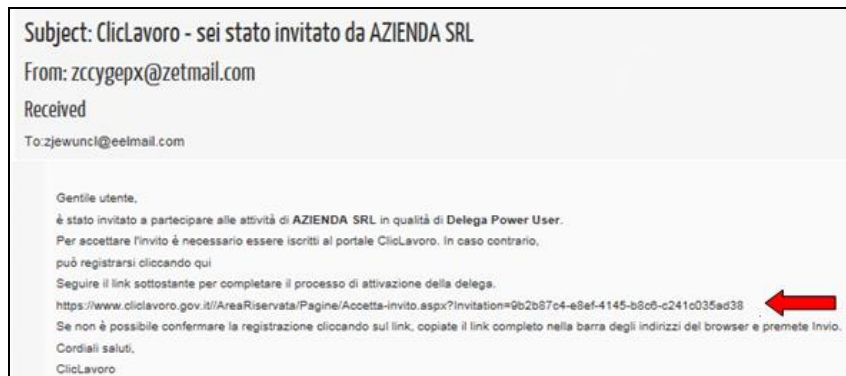 Subject: ClicLavoro - sei stato invitato da AZIENDA SRL
From: zccygepx@zetmail.com
Received
To:zjewuncl@eelmail.com
Gentile utente,
è stato invitato a partecipare alle attività di AZIENDA SRL in qualità di Delega Power User.
Per accettare l'invito è necessario essere iscritti al portale ClicLavoro. In caso contrario,
può registrarsi cliccando qui
Seguire il link sottostante per completare il processo di attivazione della delega.
https://www.cliclavoro.gov.it//AreaRiservata/Pagine/Accetta-invito.aspx?Invitation=9b2b87c4-e8ef-4145-b8c6-c241c035ad38
Se non è possibile confermare la registrazione cliccando sul link, copiate il link completo nella barra degli indirizzi del browser e premete Invio.
Cordiali saluti,
ClicLavoro